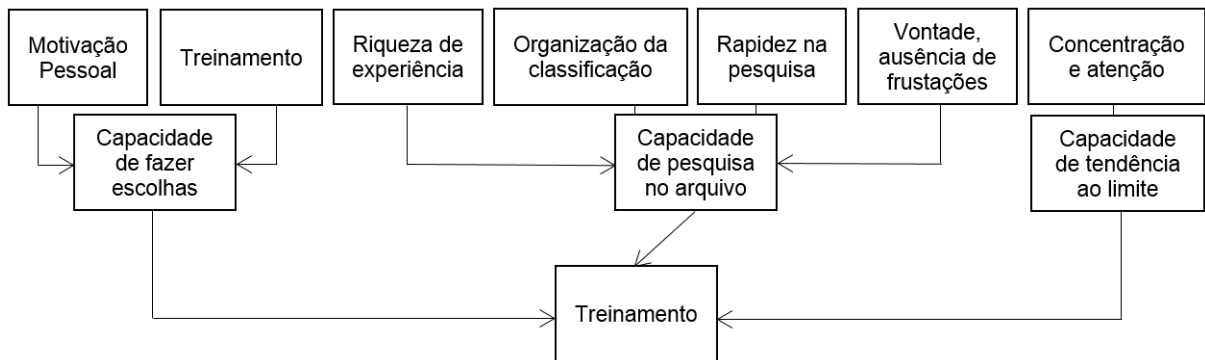 Motivação
Pessoal
Treinamento
Riqueza de
experiência
Organização da
classificação
Rapidez na
pesquisa
Vontade,
ausência de
frustações
Concentração
e atenção
Capacidade
de fazer
escolhas
Capacidade
de pesquisa
no arquivo
Capacidade
de tendência
ao limite
Treinamento